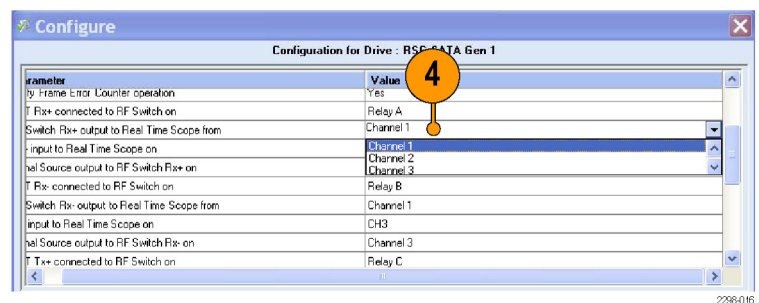 Configure
Configuration for Drive : RSG SATA Gen 1
rameter Value
ty Frame Error Counter operation Yes
T Rx+ connected to RF Switch on Relay A
Switch Rx+ output to Real Time Scope from Channel 1
input to Real Time Scope on Channel 1
Channel 2
nal Source output to RF Switch Rx+ on Channel 3
T Rx- connected to RF Switch on Relay B
Switch Rx- output to Real Time Scope from Channel 1
input to Real Time Scope on CH3
nal Source output to RF Switch Rx- on Channel 3
T Tx+ connected to RF Switch on Relay C
4
2298-016